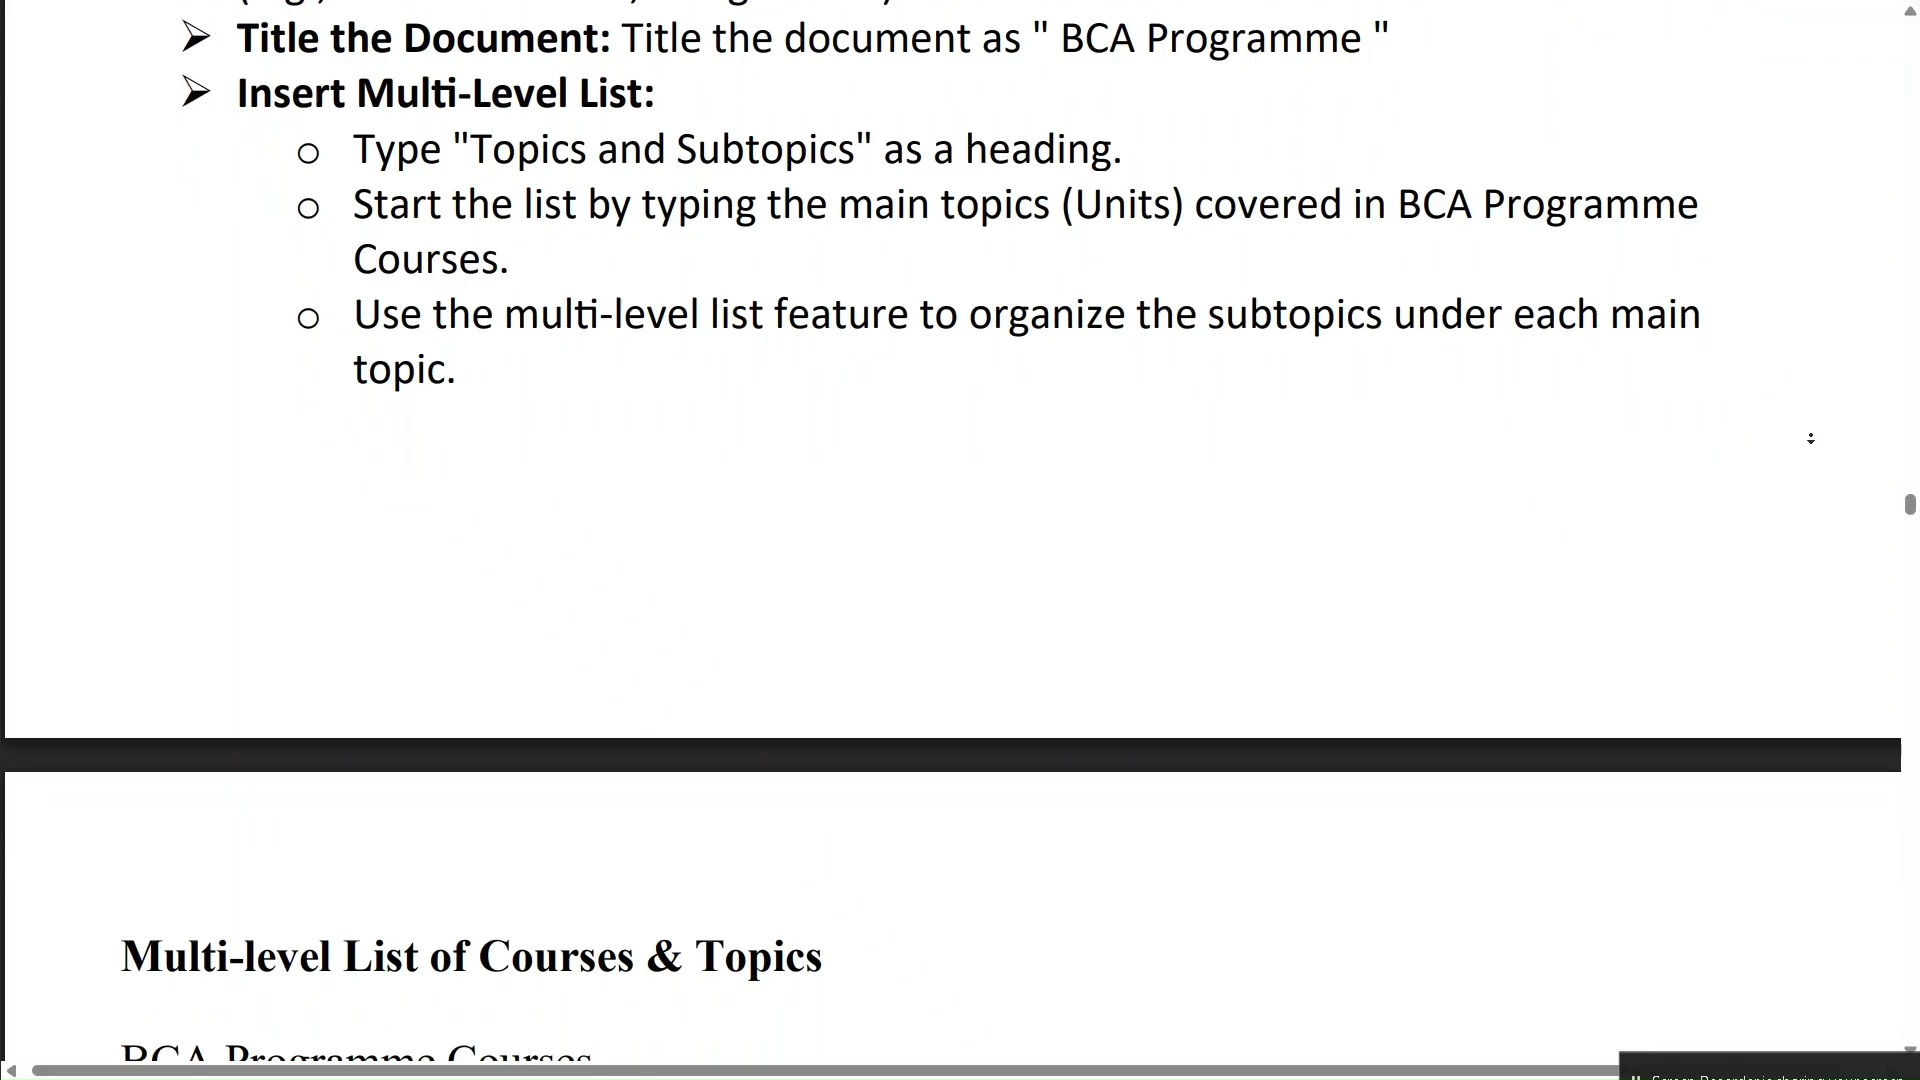 ➢ Title the Document: Title the document as " BCA Programme "
➢ Insert Multi-Level List:
o Type "Topics and Subtopics" as a heading.
o Start the list by typing the main topics (Units) covered in BCA Programme
Courses.
o Use the multi-level list feature to organize the subtopics under each main
topic.
Multi-level List of Courses & Topics
BCA Programme Courses